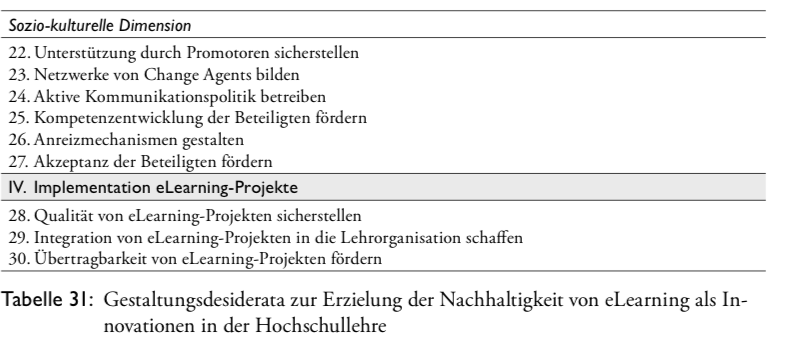 Sozio-kulturelle Dimension
22. Unterstützung durch Promotoren sicherstellen
23. Netzwerke von Change Agents bilden
24. Aktive Kommunikationspolitik betreiben
25. Kompetenzentwicklung der Beteiligten fördern
26. Anreizmechanismen gestalten
27. Akzeptanz der Beteiligten fördern
IV. Implementation eLearning-Projekte
28. Qualität von eLearning-Projekten sicherstellen
29. Integration von eLearning-Projekten in die Lehrorganisation schaffen
30. Übertragbarkeit von eLearning-Projekten fördern
Tabelle 31: Gestaltungsdesiderata zur Erzielung der Nachhaltigkeit von eLearning als In-
novationen in der Hochschullehre